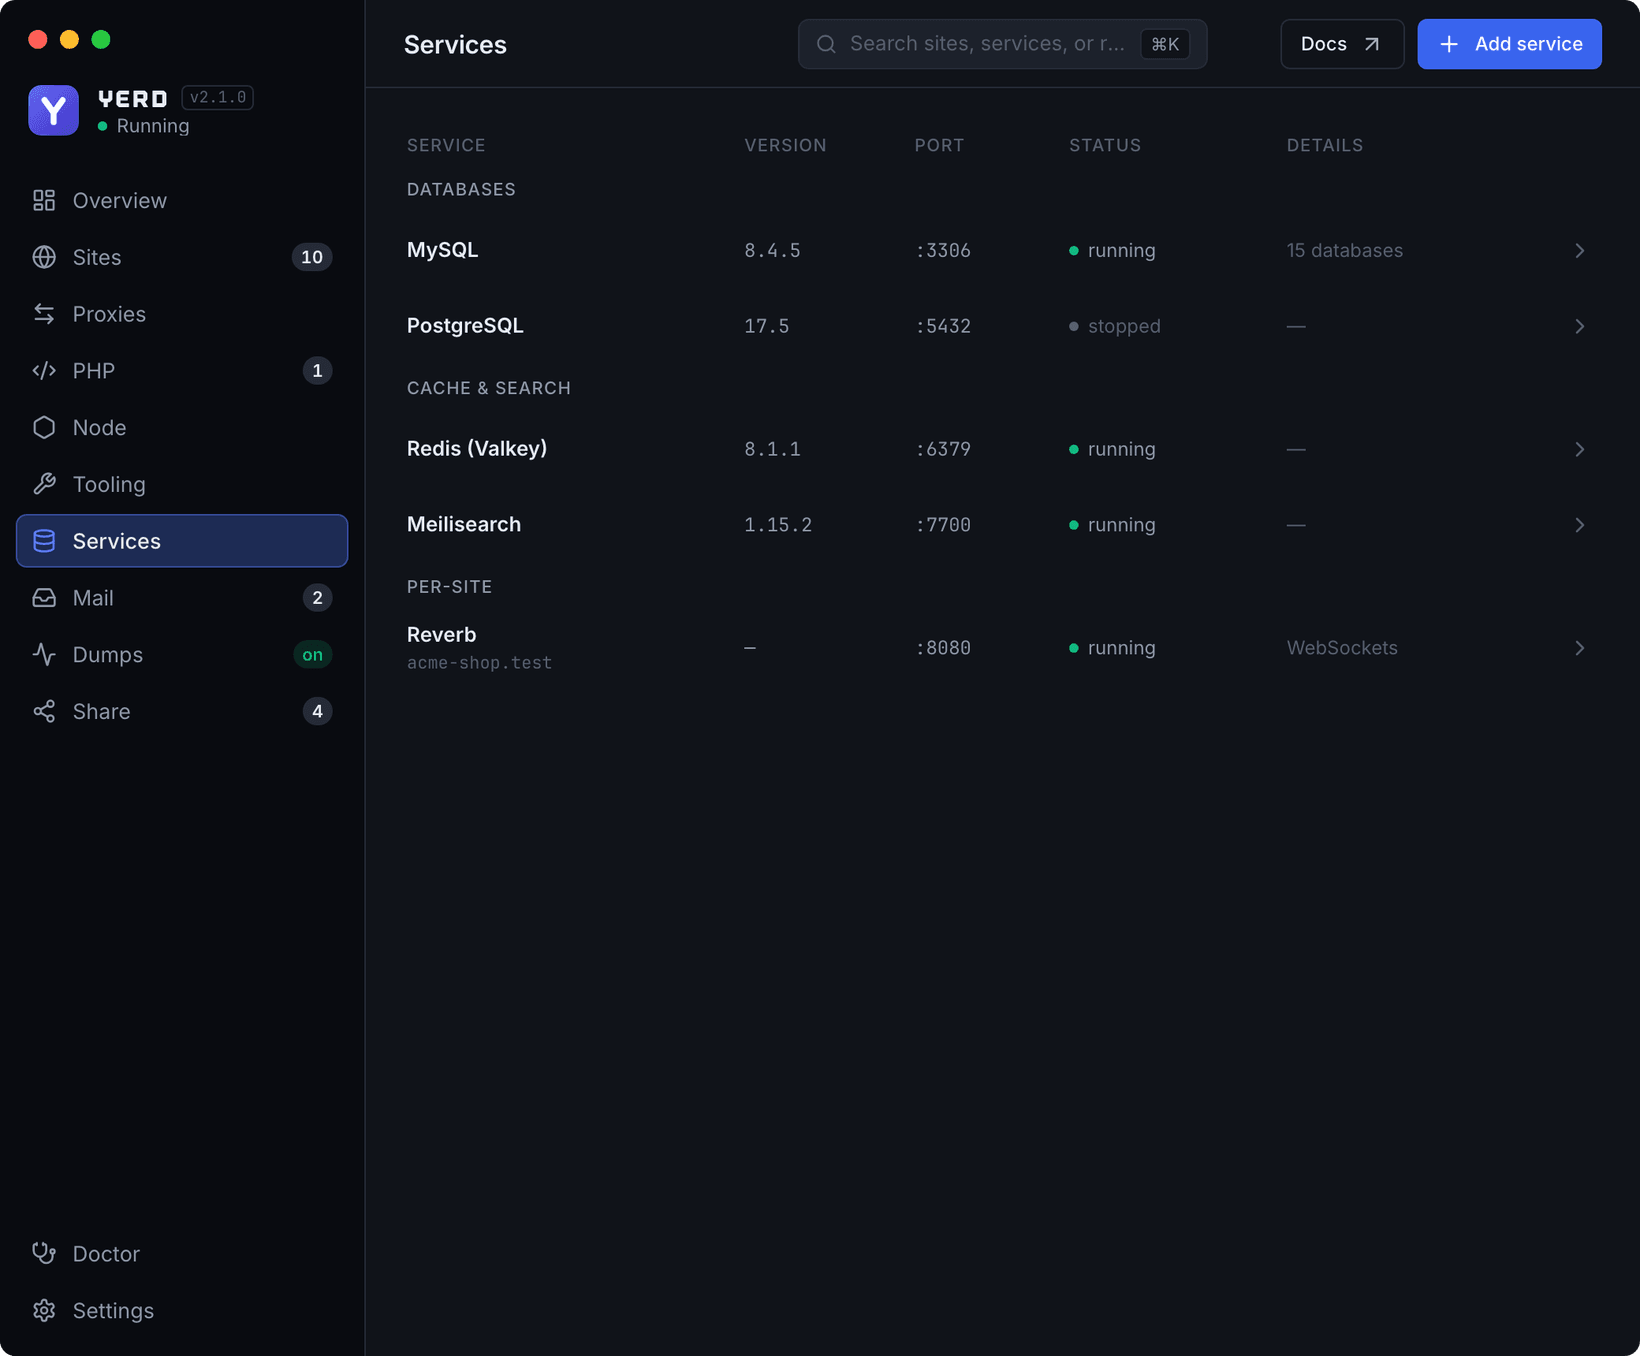 YERD v2.1.0
Running
Overview
Sites 10
Proxies
PHP 1
Node
Tooling
Services
Mail 2
Dumps on
Share 4
Doctor
Settings
Services
Search sites, services, or r... ⌘K
Docs
Add service
SERVICE VERSION PORT STATUS DETAILS
DATABASES
MySQL 8.4.5 :3306 running 15 databases
PostgreSQL 17.5 :5432 stopped —
CACHE & SEARCH
Redis (Valkey) 8.1.1 :6379 running —
Meilisearch 1.15.2 :7700 running —
PER-SITE
Reverb — :8080 running WebSockets
acme-shop.test